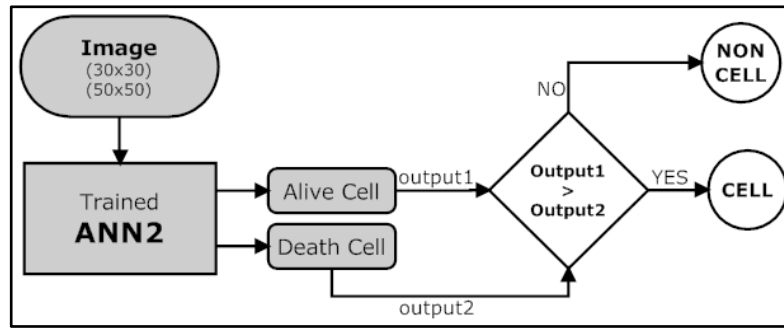 Image
(30x30)
(50x50)
Trained
ANN2
Alive Cell
Death Cell
output1
output2
Output1
>
Output2
NO
NON
CELL
YES
CELL